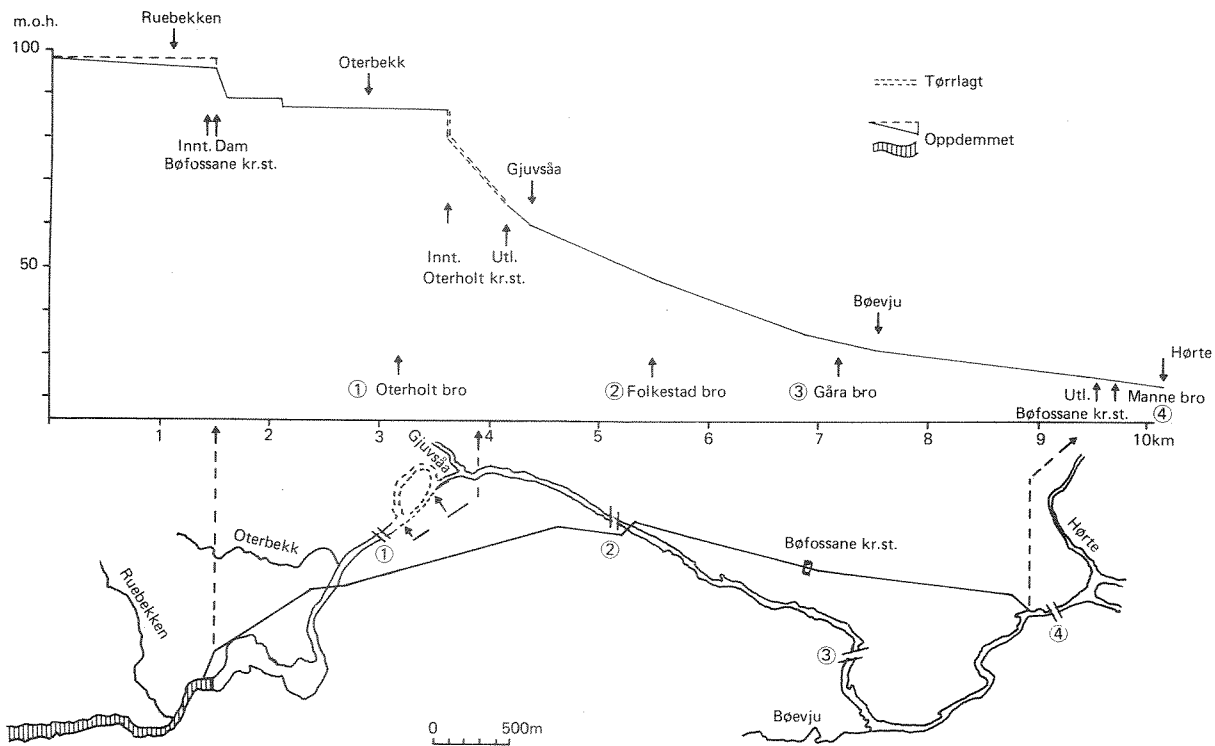 m.o.h.
Ruebekken
100
Oterbekk
Tørrlagt
Innt. Dam
Bøfossane kr.st.
Oppdemmet
Gjuvsåa
50
Innt. Utl.
Oterholt kr.st.
Bøevju
Hørte
① Oterholt bro
② Folkestad bro
③ Gåra bro
Utl. Manne bro
Bøfossane kr.st. ④
1 2 3 4 5 6 7 8 9 10km
Gjuvsåa
Oterbekk
①
②
Bøfossane kr.st.
Hørte
Ruebekken
③
④
0 500m
Bøevju